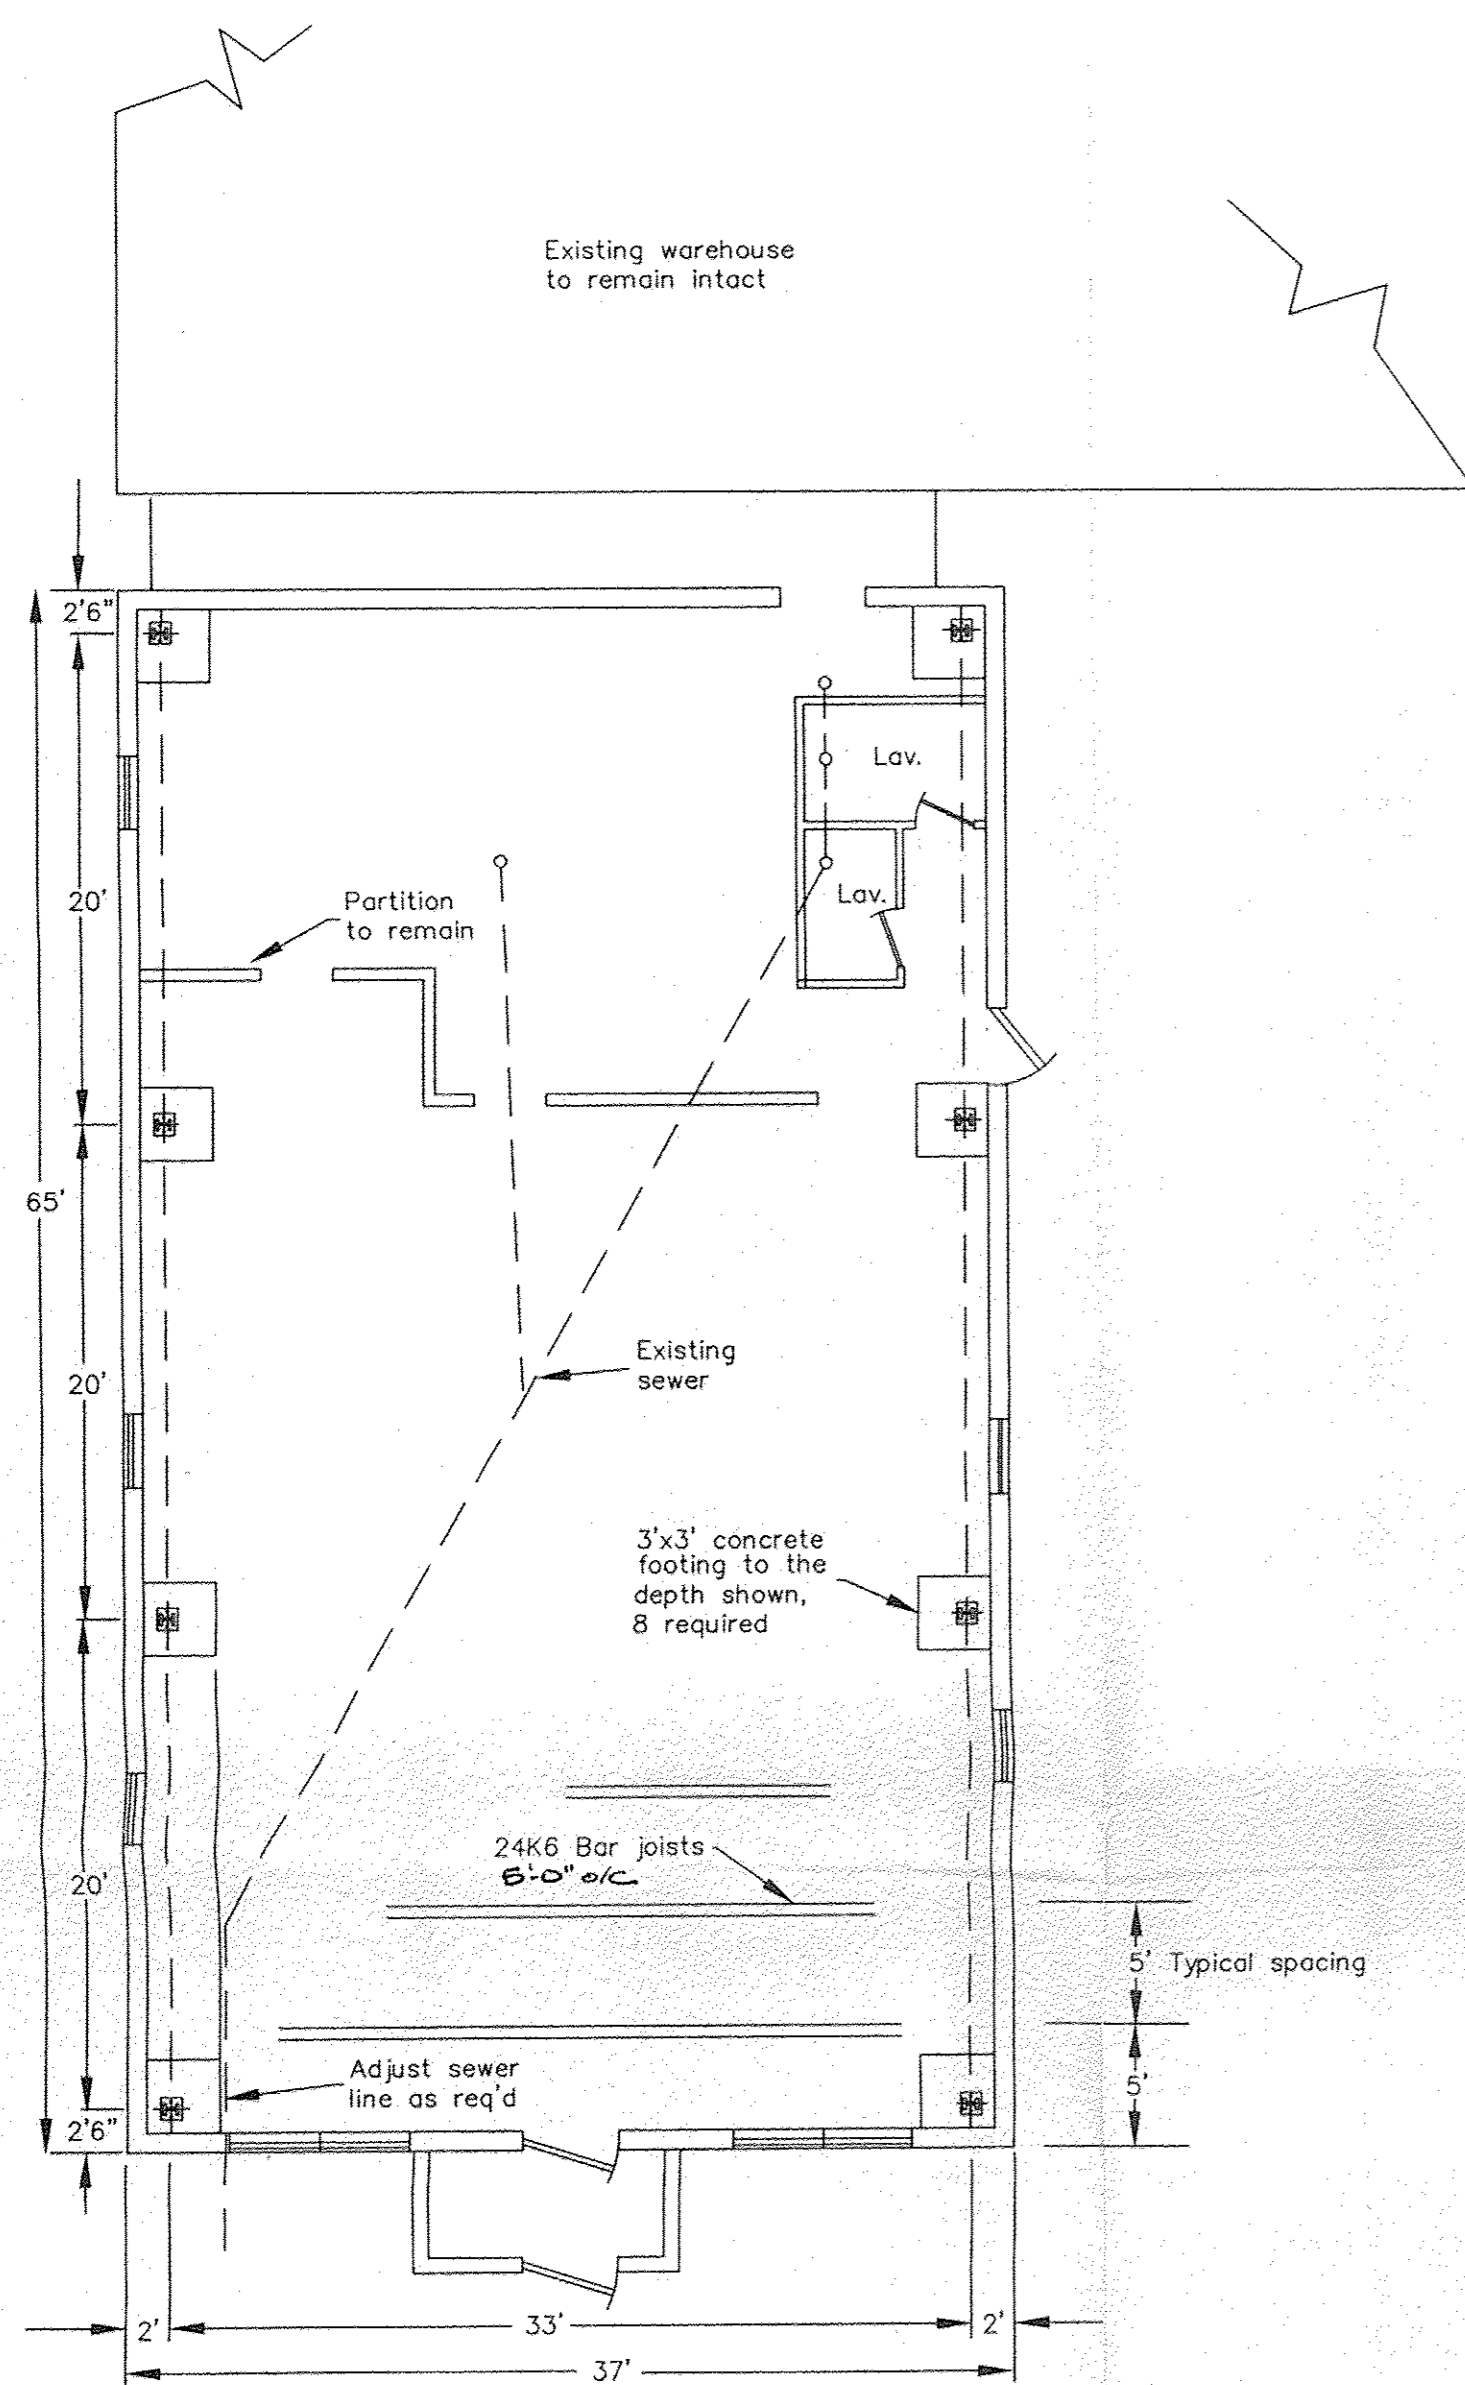 Existing warehouse
to remain intact
2'6"
Lav.
20'
Partition
to remain
Lav.
65'
20'
Existing
sewer
3'x3' concrete
footing to the
depth shown,
8 required
24K6 Bar joists
5'-0" o/c
20'
5' Typical spacing
Adjust sewer
line as req'd
5'
2'6"
2'
33'
2'
37'